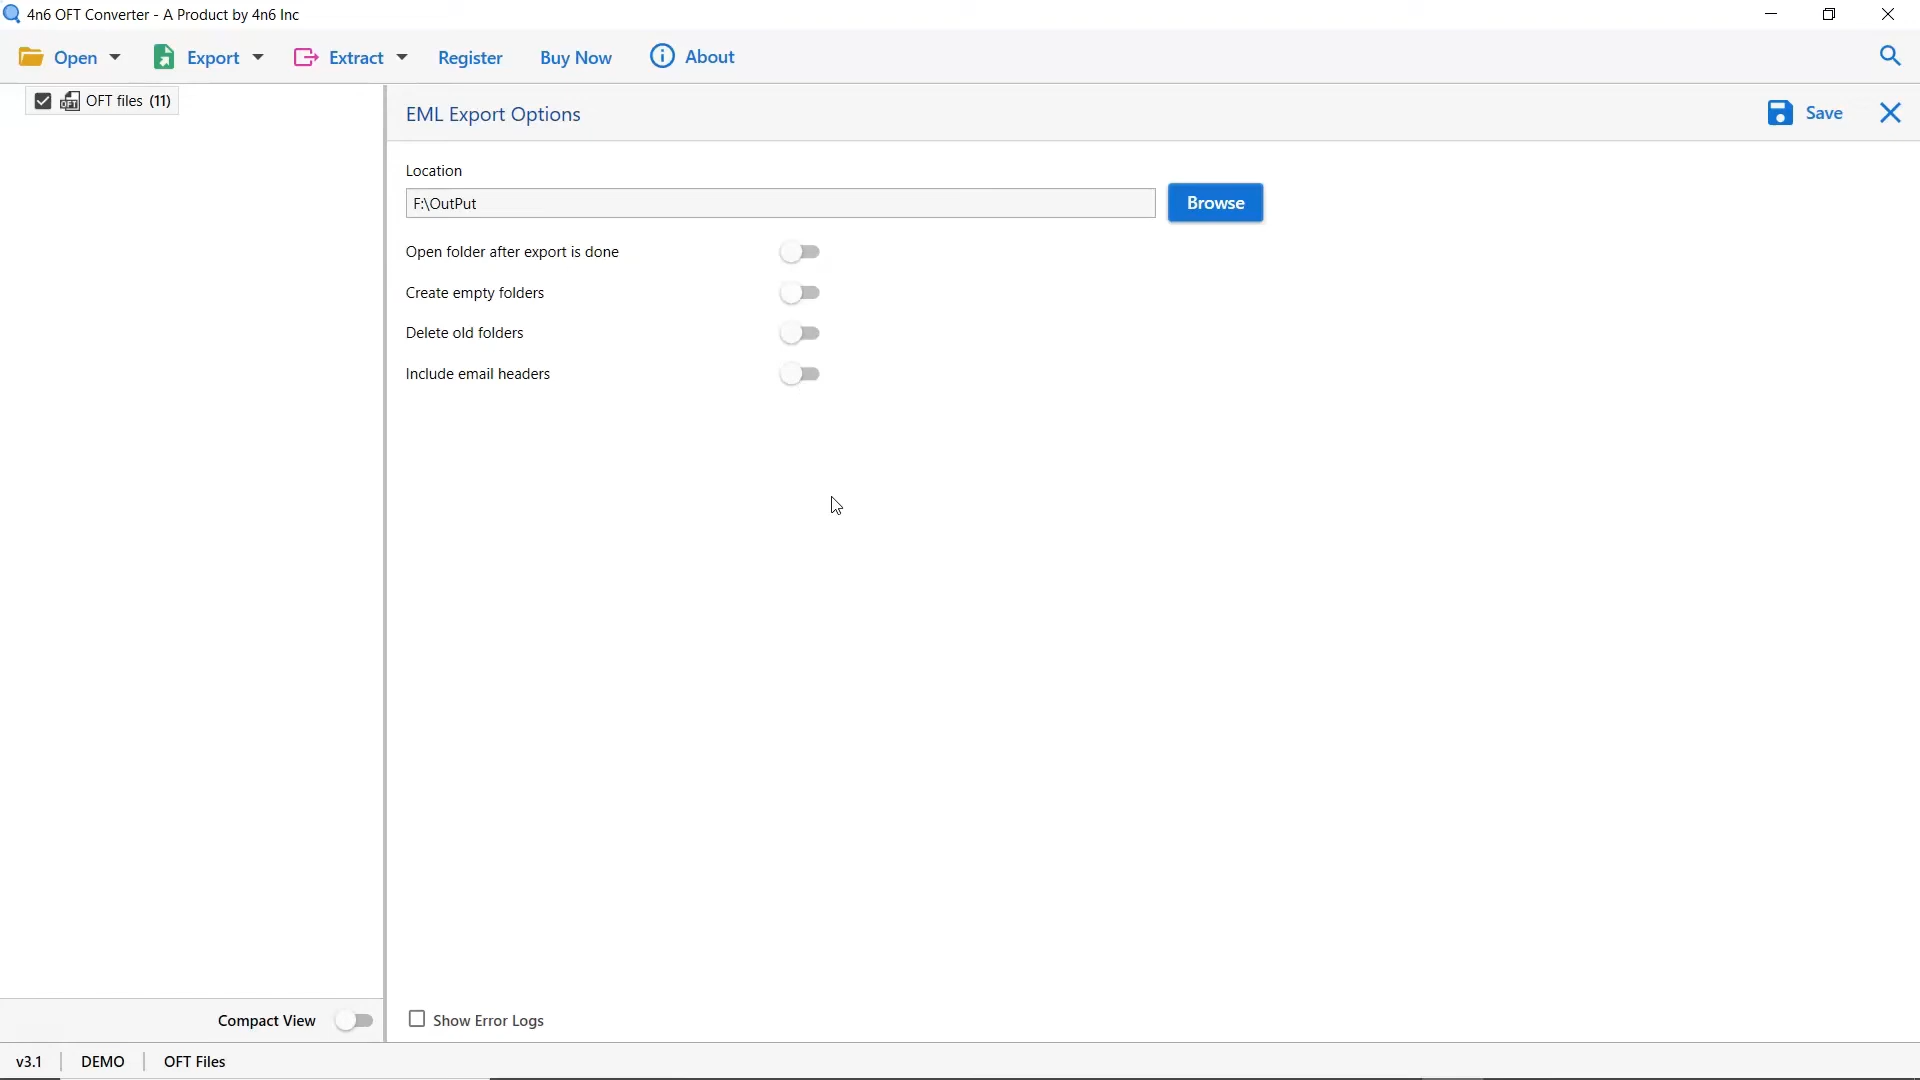 4n6 OFT Converter - A Product by 4n6 Inc
Open Export Extract Register Buy Now About
OFT files (11)
EML Export Options
Save
Location
F:\OutPut
Browse
Open folder after export is done
Create empty folders
Delete old folders
Include email headers
Compact View
Show Error Logs
v3.1 DEMO OFT Files